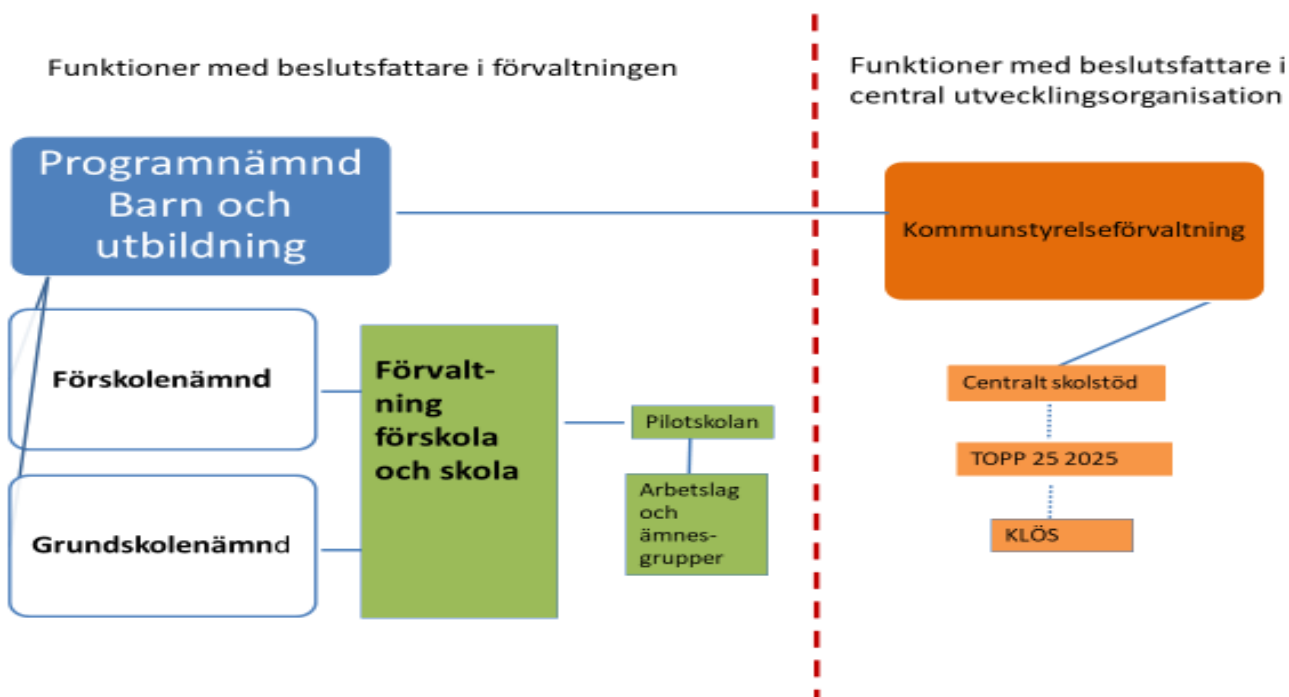 Funktioner med beslutsfattare i förvaltningen
Programnämnd
Barn och
utbildning
Förskolenämnd
Grundskolenämnd
Förvalt-
ning
förskola
och skola
Pilotskolan
Arbetslag
och
ämnes-
grupper
Funktioner med beslutsfattare i
central utvecklingsorganisation
Kommunstyrelseförvaltning
Centralt skolstöd
TOPP 25 2025
KLÖS